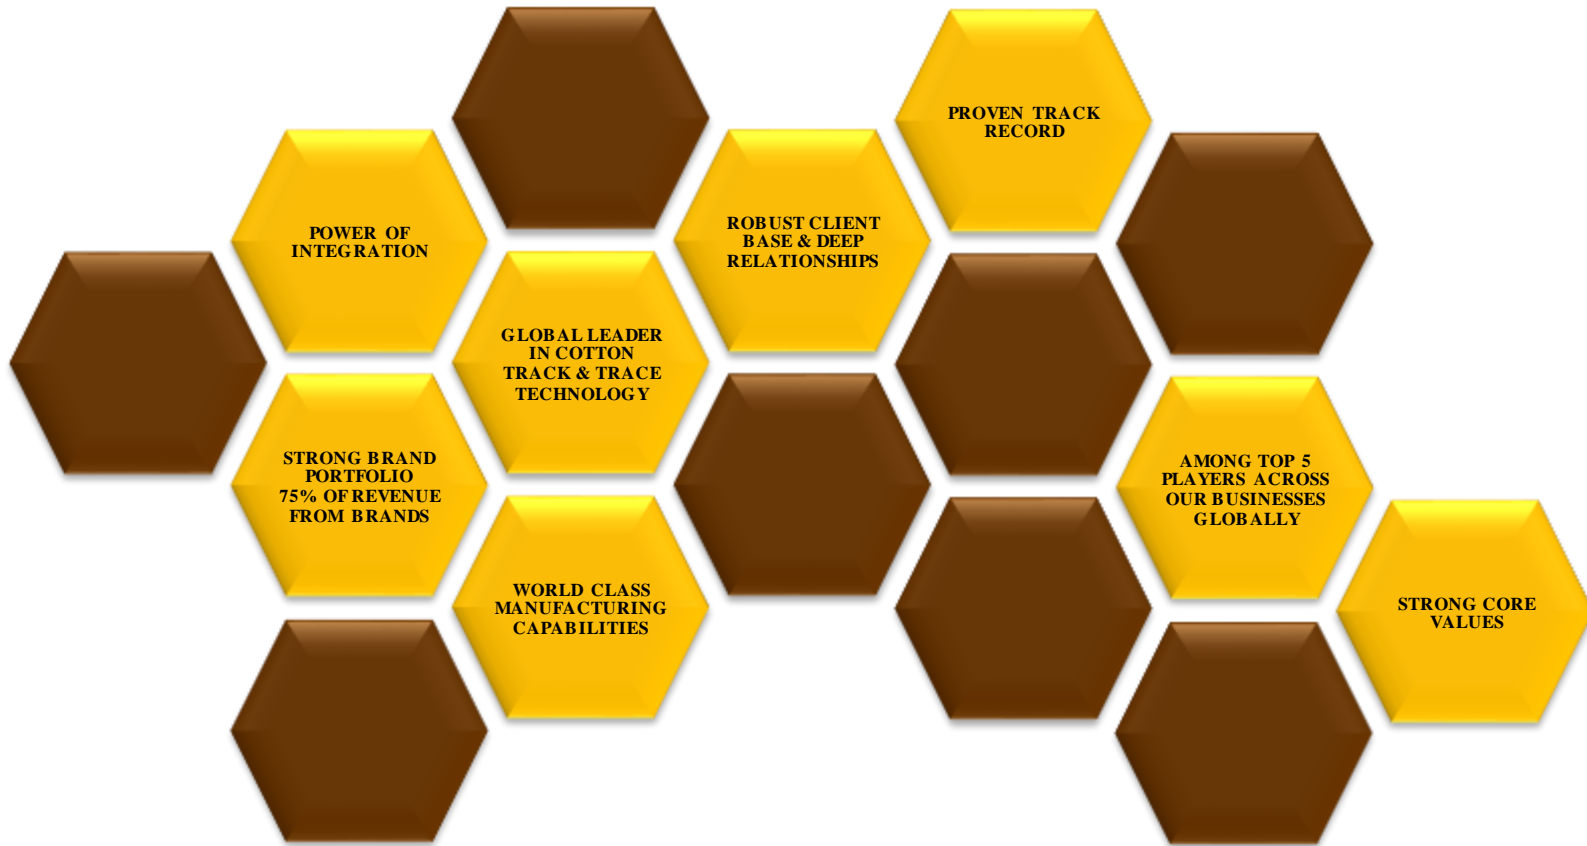 PROVEN TRACK
RECORD
POWER OF
INTEGRATION
ROBUST CLIENT
BASE & DEEP
RELATIONSHIPS
GLOBAL LEADER
IN COTTON
TRACK & TRACE
TECHNOLOGY
STRONG BRAND
PORTFOLIO
75% OF REVENUE
FROM BRANDS
AMONG TOP 5
PLAYERS ACROSS
OUR BUSINESSES
GLOBALLY
WORLD CLASS
MANUFACTURING
CAPABILITIES
STRONG CORE
VALUES